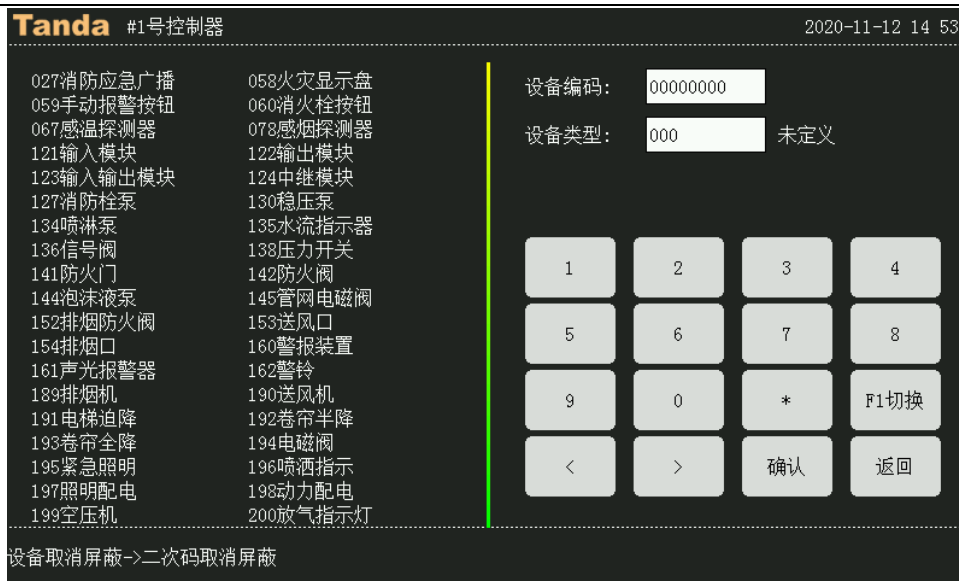 Tanda #1号控制器 2020-11-12 14 53
027消防应急广播 058火灾显示盘
059手动报警按钮 060消火栓按钮
067感温探测器 078感烟探测器
121输入模块 122输出模块
123输入输出模块 124中继模块
127消防栓泵 130稳压泵
134喷淋泵 135水流指示器
136信号阀 138压力开关
141防火门 142防火阀
144泡沫液泵 145管网电磁阀
152排烟防火阀 153送风口
154排烟口 160警报装置
161声光报警器 162警铃
189排烟机 190送风机
191电梯迫降 192卷帘半降
193卷帘全降 194电磁阀
195紧急照明 196喷洒指示
197照明配电 198动力配电
199空压机 200放气指示灯
设备编码: 00000000
设备类型: 000 未定义
1 2 3 4
5 6 7 8
9 0 * F1切换
< > 确认 返回
设备取消屏蔽->二次码取消屏蔽